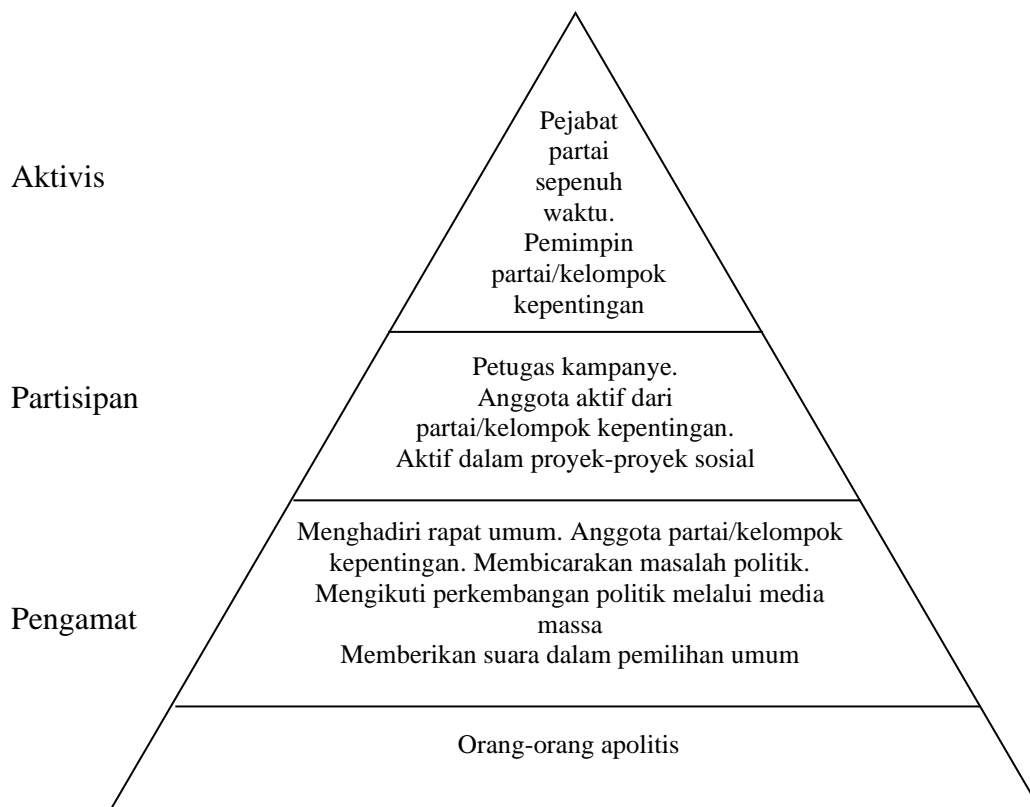 Aktivis
Pejabat
partai
sepenuh
waktu.
Pemimpin
partai/kelompok
kepentingan
Partisipan
Petugas kampanye.
Anggota aktif dari
partai/kelompok kepentingan.
Aktif dalam proyek-proyek sosial
Pengamat
Menghadiri rapat umum. Anggota partai/kelompok
kepentingan. Membicarakan masalah politik.
Mengikuti perkembangan politik melalui media
massa
Memberikan suara dalam pemilihan umum
Orang-orang apolitis